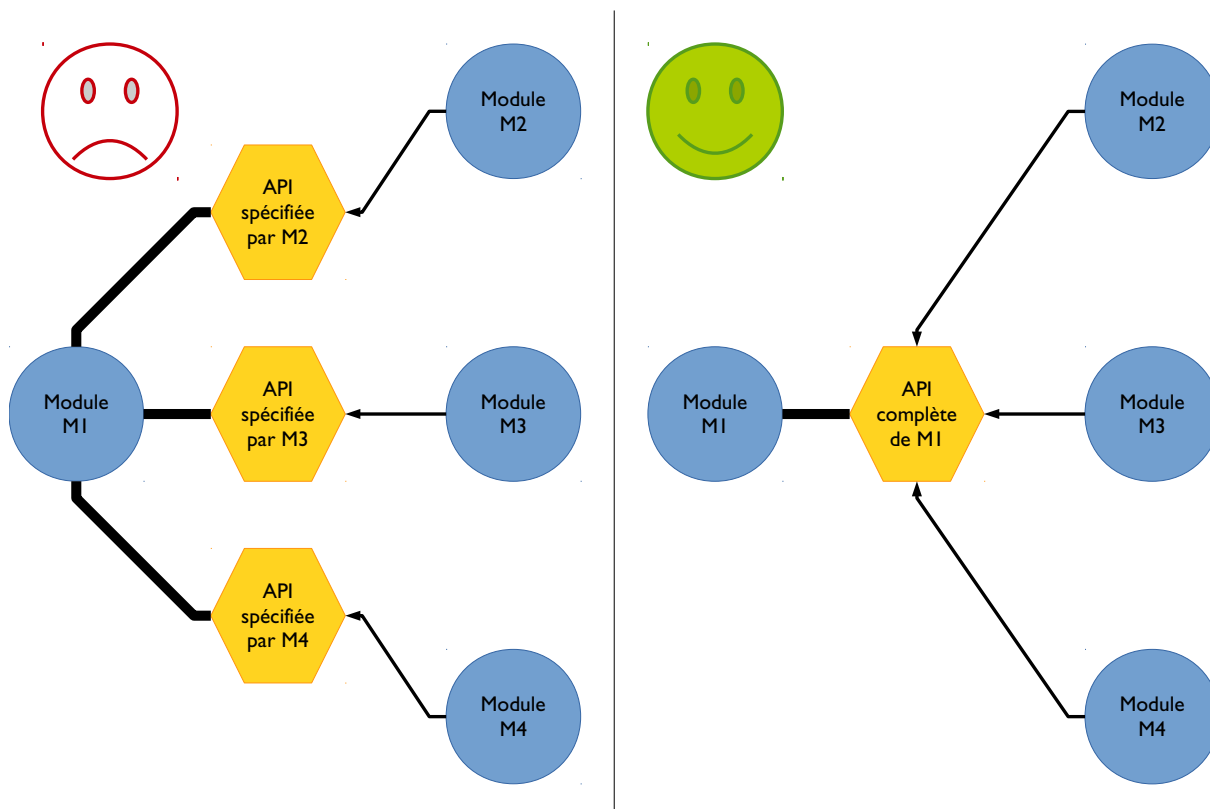 Module
M2
API
spécifiée
par M2
Module
M1
API
spécifiée
par M3
Module
M3
API
spécifiée
par M4
Module
M4
Module
M2
Module
M1
API
complète
de M1
Module
M3
Module
M4